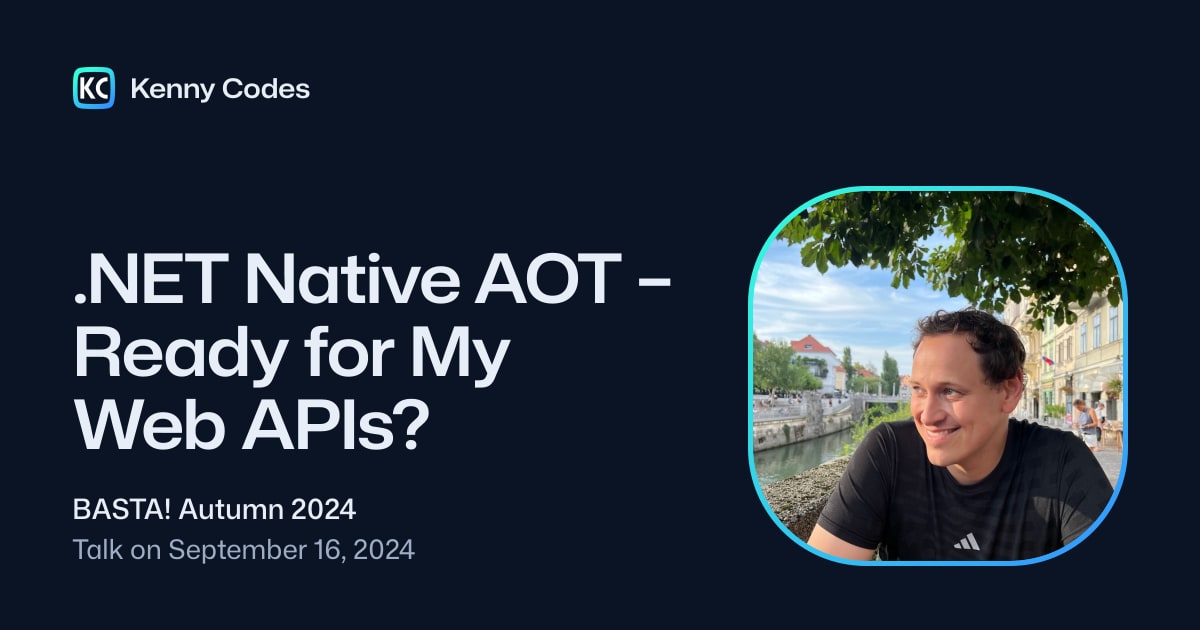 KC Kenny Codes
.NET Native AOT –
Ready for My
Web APIs?
BASTA! Autumn 2024
Talk on September 16, 2024